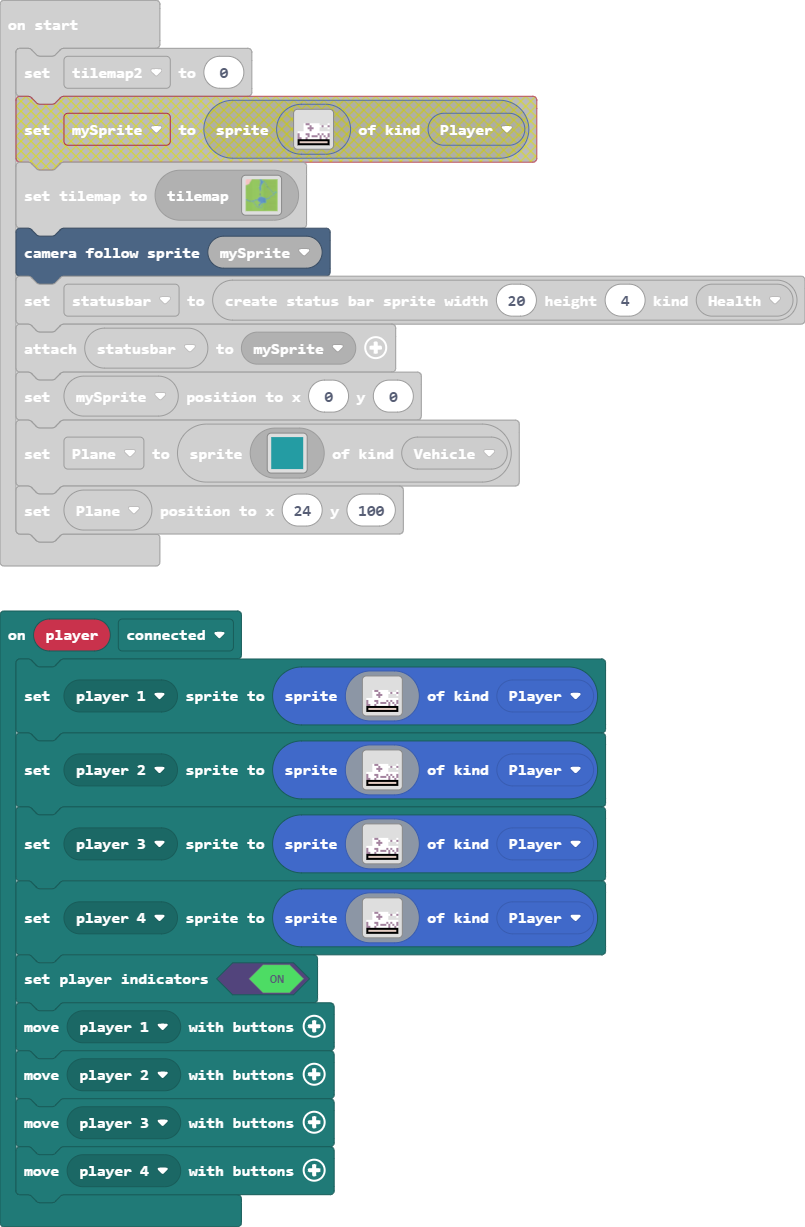 on start
set tilemap2 to 0
set mySprite to sprite of kind Player
set tilemap to tilemap
camera follow sprite mySprite
set statusbar to create status bar sprite width 20 height 4 kind Health
attach statusbar to mySprite
set mySprite position to x 0 y 0
set Plane to sprite of kind Vehicle
set Plane position to x 24 y 100
on player connected
set player 1 sprite to sprite of kind Player
set player 2 sprite to sprite of kind Player
set player 3 sprite to sprite of kind Player
set player 4 sprite to sprite of kind Player
set player indicators ON
move player 1 with buttons
move player 2 with buttons
move player 3 with buttons
move player 4 with buttons